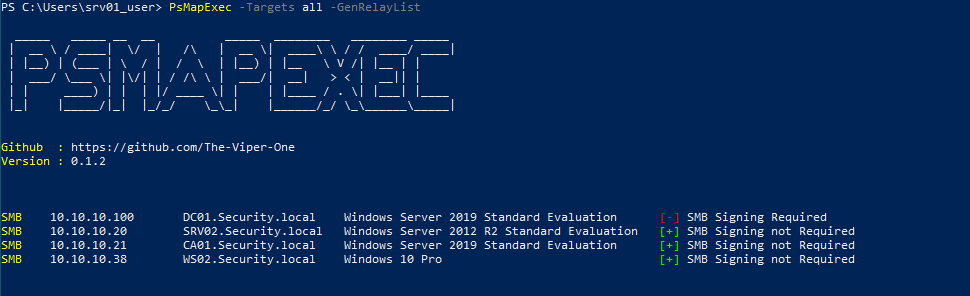 PS C:\Users\srv01_user> PsMapExec -Targets all -GenRelayList
PSMAPEXEC
Github  : https://github.com/The-Viper-One
Version : 0.1.2
SMB    10.10.10.100    DC01.Security.local    Windows Server 2019 Standard Evaluation    [-] SMB Signing Required
SMB    10.10.10.20    SRV02.Security.local    Windows Server 2012 R2 Standard Evaluation    [+] SMB Signing not Required
SMB    10.10.10.21    CA01.Security.local    Windows Server 2019 Standard Evaluation    [+] SMB Signing not Required
SMB    10.10.10.38    WS02.Security.local    Windows 10 Pro    [+] SMB Signing not Required